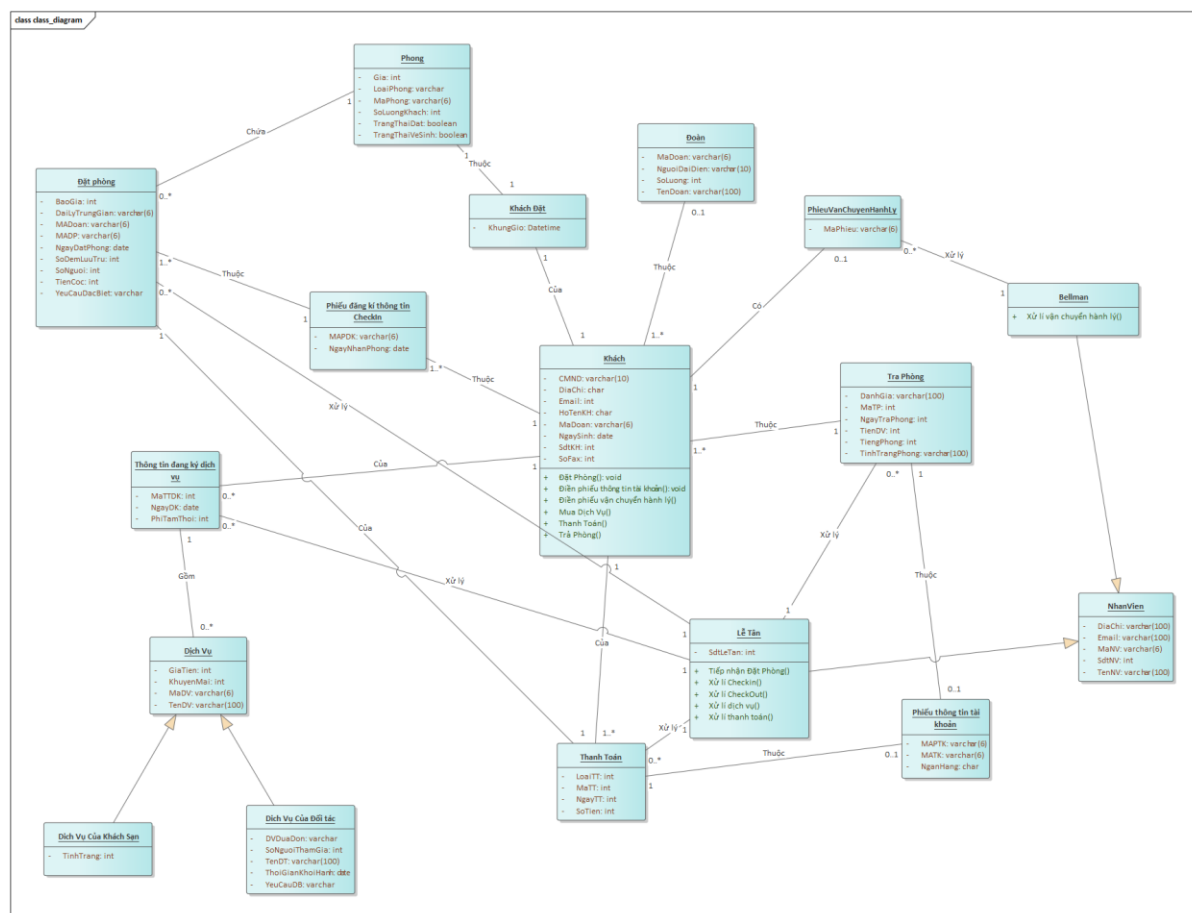 class class_diagram
Phong
- Gia: int
- LoaiPhong: varchar
- MaPhong: varchar(6)
- SoLuongKhach: int
- TrangThaiDat: boolean
- TrangThaiVeSinh: boolean
1
Chứa
0..*
1
Thuộc
1
Đoàn
- MaDoan: varchar(6)
- NguoiDaiDien: varchar(10)
- SoLuong: int
- TenDoan: varchar(100)
0..1
Thuộc
1..*
Đặt phòng
- BaoGia: int
- DaiLyTrungGian: varchar(6)
- MADoan: varchar(6)
- MADP: varchar(6)
- NgayDatPhong: date
- SoDemLuuTru: int
- SoNguoi: int
- TienCoc: int
- YeuCauDacBiet: varchar
1..*
Thuộc
1
0..*
Xử lý
1
1
Của
1
Khách Đặt
- KhungGio: Datetime
1
Của
1
PhieuVanChuyenHanhLy
- MaPhieu: varchar(6)
0..1
Có
1
0..*
Xử lý
1
Bellman
+ Xử lí vận chuyển hành lý()
Phiếu đăng kí thông tin
CheckIn
- MAPDK: varchar(6)
- NgayNhanPhong: date
1..*
Thuộc
1
Khách
- CMND: varchar(10)
- DiaChi: char
- Email: int
- HoTenKH: char
- MaDoan: varchar(6)
- NgaySinh: date
- SdtKH: int
- SoFax: int
+ Đặt Phòng(): void
+ Điền phiếu thông tin tài khoản(): void
+ Điền phiếu vận chuyển hành lý()
+ Mua Dịch Vụ()
+ Thanh Toán()
+ Trả Phòng()
1..*
Thuộc
1
Tra Phòng
- DanhGia: varchar(100)
- MaTP: int
- NgayTraPhong: int
- TienDV: int
- TiengPhong: int
- TinhTrangPhong: varchar(100)
0..*
Xử lý
1
1
Thuộc
0..1
Thông tin đang ký dịch
vụ
- MaTTDK: int
- NgayDK: date
- PhiTamThoi: int
0..*
Của
1
0..*
Xử lý
1
1
Gồm
0..*
1
Của
1..*
NhanVien
- DiaChi: varchar(100)
- Email: varchar(100)
- MaNV: varchar(6)
- SdtNV: int
- TenNV: varchar(100)
Lễ Tân
- SdtLeTan: int
+ Tiếp nhận Đặt Phòng()
+ Xử lí Checkin()
+ Xử lí CheckOut()
+ Xử lí dịch vụ()
+ Xử lí thanh toán()
1
Xử lý
0..*
Dịch Vụ
- GiaTien: int
- KhuyenMai: int
- MaDV: varchar(6)
- TenDV: varchar(100)
Phiếu thông tin tài
khoản
- MAPTK: varchar(6)
- MATK: varchar(6)
- NganHang: char
0..1
Thuộc
1
Thanh Toán
- LoaiTT: int
- MaTT: int
- NgayTT: int
- SoTien: int
Dich Vụ Của Khách Sạn
- TinhTrang: int
Dich Vụ Của Đối tác
- DVDuaDon: varchar
- SoNguoiThamGia: int
- TenDT: varchar(100)
- ThoiGianKhoiHanh: date
- YeuCauDB: varchar